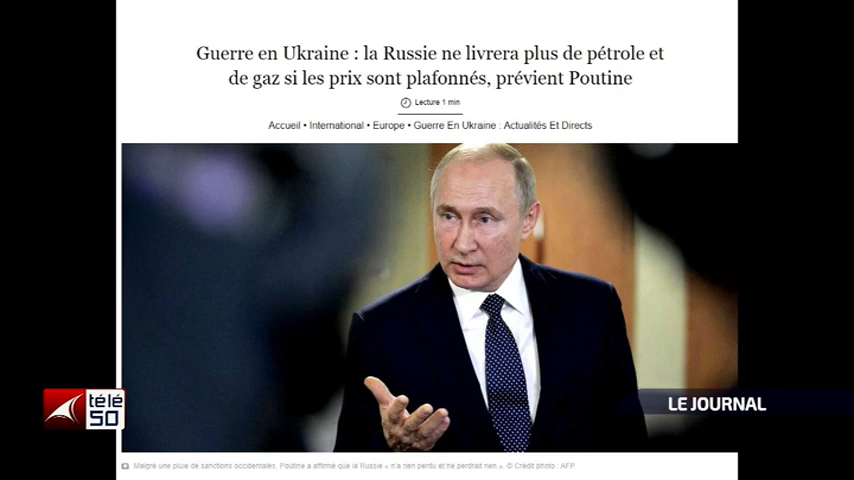 Guerre en Ukraine : la Russie ne livrera plus de pétrole et
de gaz si les prix sont plafonnés, prévient Poutine
Lecture 1 min
Accueil • International • Europe • Guerre En Ukraine : Actualités Et Directs
télé
50
LE JOURNAL
Malgré une pluie de sanctions occidentales, Poutine a affirmé que la Russie « n'a rien perdu et ne perdrait rien ». © Crédit photo : AFP